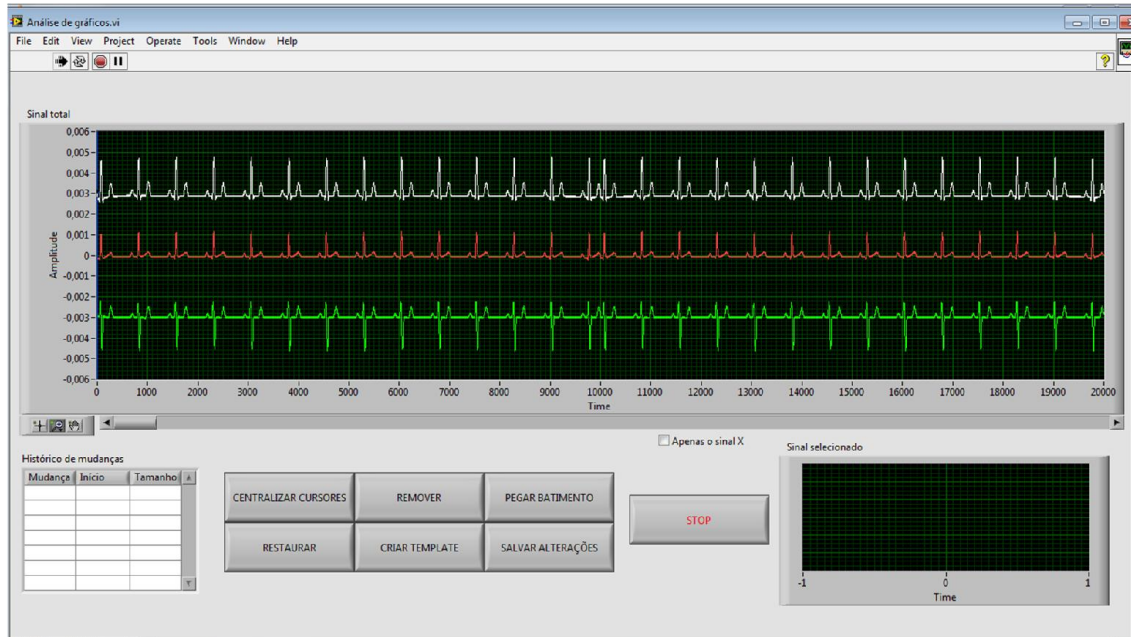 Análise de gráficos.vi
File Edit View Project Operate Tools Window Help
Sinal total
0,006
0,005
0,004
0,003
0,002
0,001
0
-0,001
-0,002
-0,003
-0,004
-0,005
-0,006
Amplitude
0 1000 2000 3000 4000 5000 6000 7000 8000 9000 10000 11000 12000 13000 14000 15000 16000 17000 18000 19000 20000
Time
Apenas o sinal X
Histórico de mudanças
Mudança Início Tamanho
CENTRALIZAR CURSORES REMOVER PEGAR BATIMENTO
RESTAURAR CRIAR TEMPLATE SALVAR ALTERAÇÕES
STOP
Sinal selecionado
-1 0 1
Time